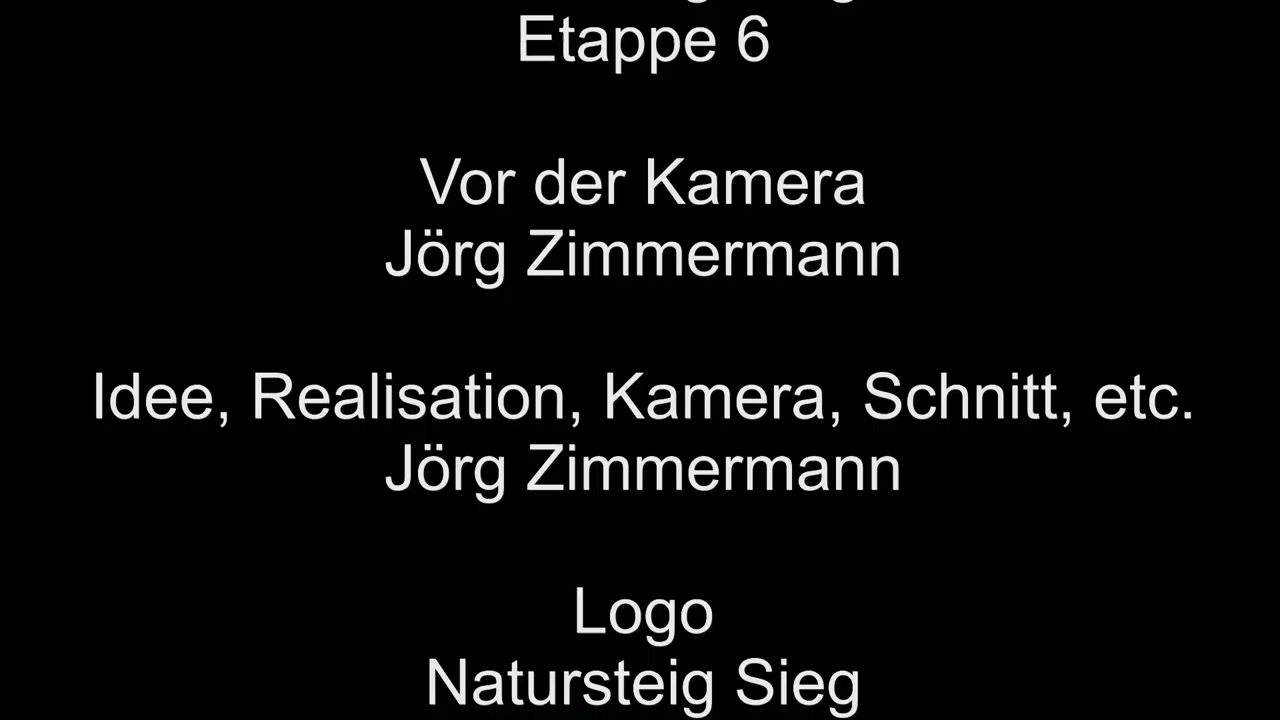 Etappe 6
Vor der Kamera
Jörg Zimmermann
Idee, Realisation, Kamera, Schnitt, etc.
Jörg Zimmermann
Logo
Natursteig Sieg